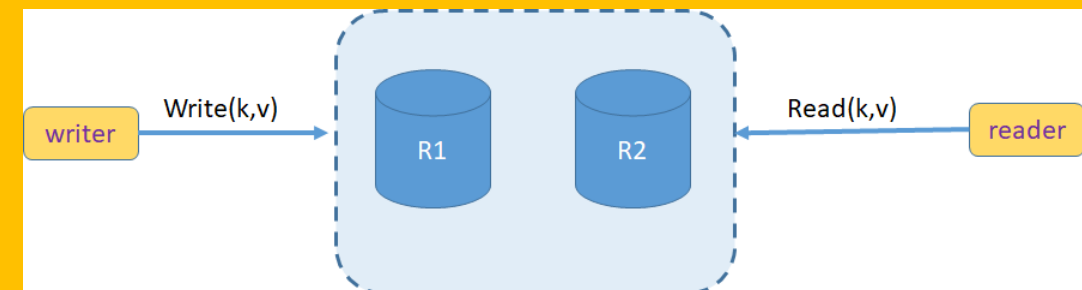 writer
Write(k,v)
R1
R2
Read(k,v)
reader